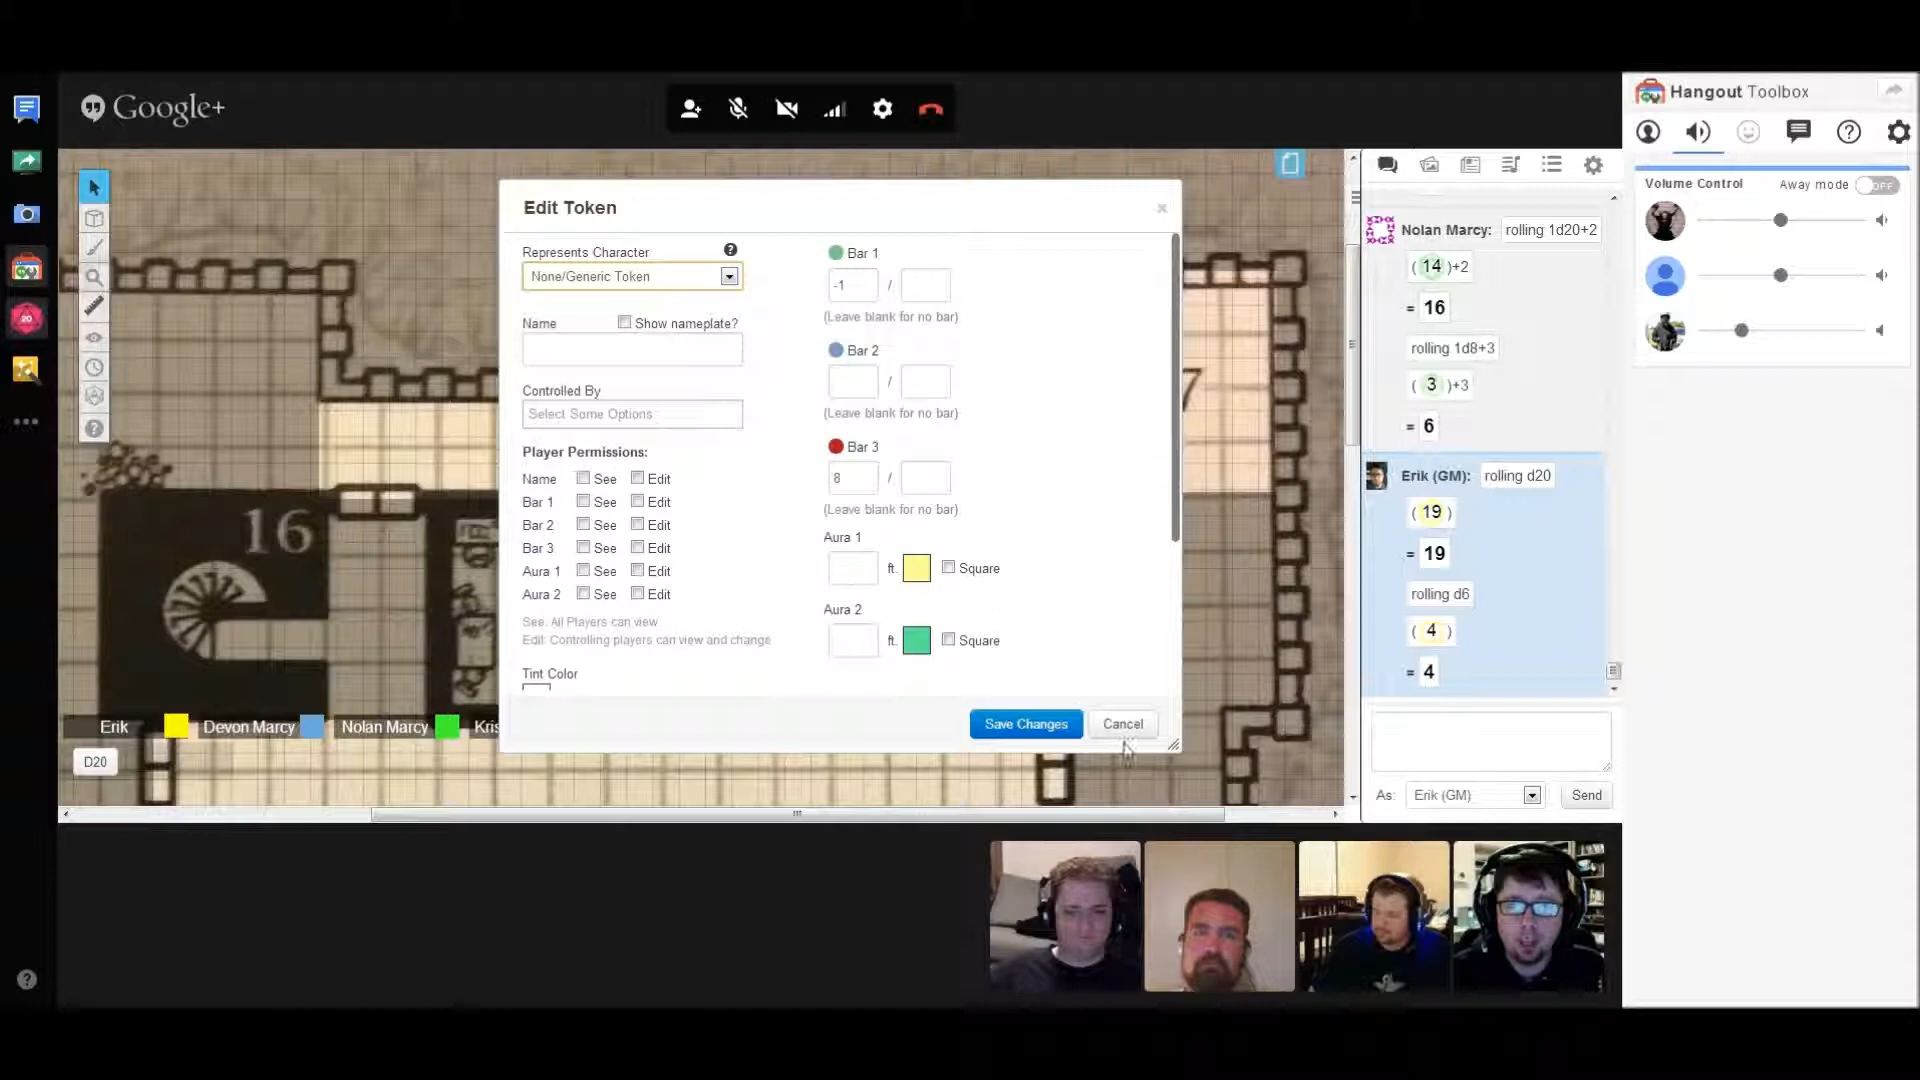 Google+
Hangout Toolbox
Volume Control
Away mode
OFF
Edit Token
×
Represents Character
None/Generic Token
Name
Show nameplate?
Controlled By
Select Some Options
Player Permissions:
Name See Edit
Bar 1 See Edit
Bar 2 See Edit
Bar 3 See Edit
Aura 1 See Edit
Aura 2 See Edit
See: All Players can view
Edit: Controlling players can view and change
Tint Color
Bar 1
-1 /
(Leave blank for no bar)
Bar 2
/
(Leave blank for no bar)
Bar 3
8 /
(Leave blank for no bar)
Aura 1
ft. Square
Aura 2
ft. Square
Save Changes
Cancel
16
7
20
Erik
Devon Marcy
Nolan Marcy
Kris
D20
Nolan Marcy: rolling 1d20+2
(14)+2
= 16
rolling 1d8+3
(3)+3
= 6
Erik (GM): rolling d20
(19)
= 19
rolling d6
(4)
= 4
As: Erik (GM)
Send